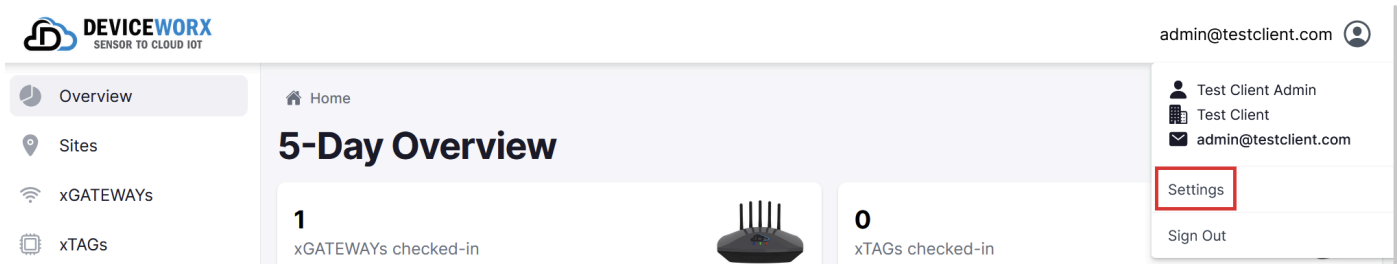 DEVICEWORX
SENSOR TO CLOUD IOT
admin@testclient.com
Overview
Sites
xGATEWAYs
xTAGs
Home
5-Day Overview
1
xGATEWAYs checked-in
0
xTAGs checked-in
Test Client Admin
Test Client
admin@testclient.com
Settings
Sign Out